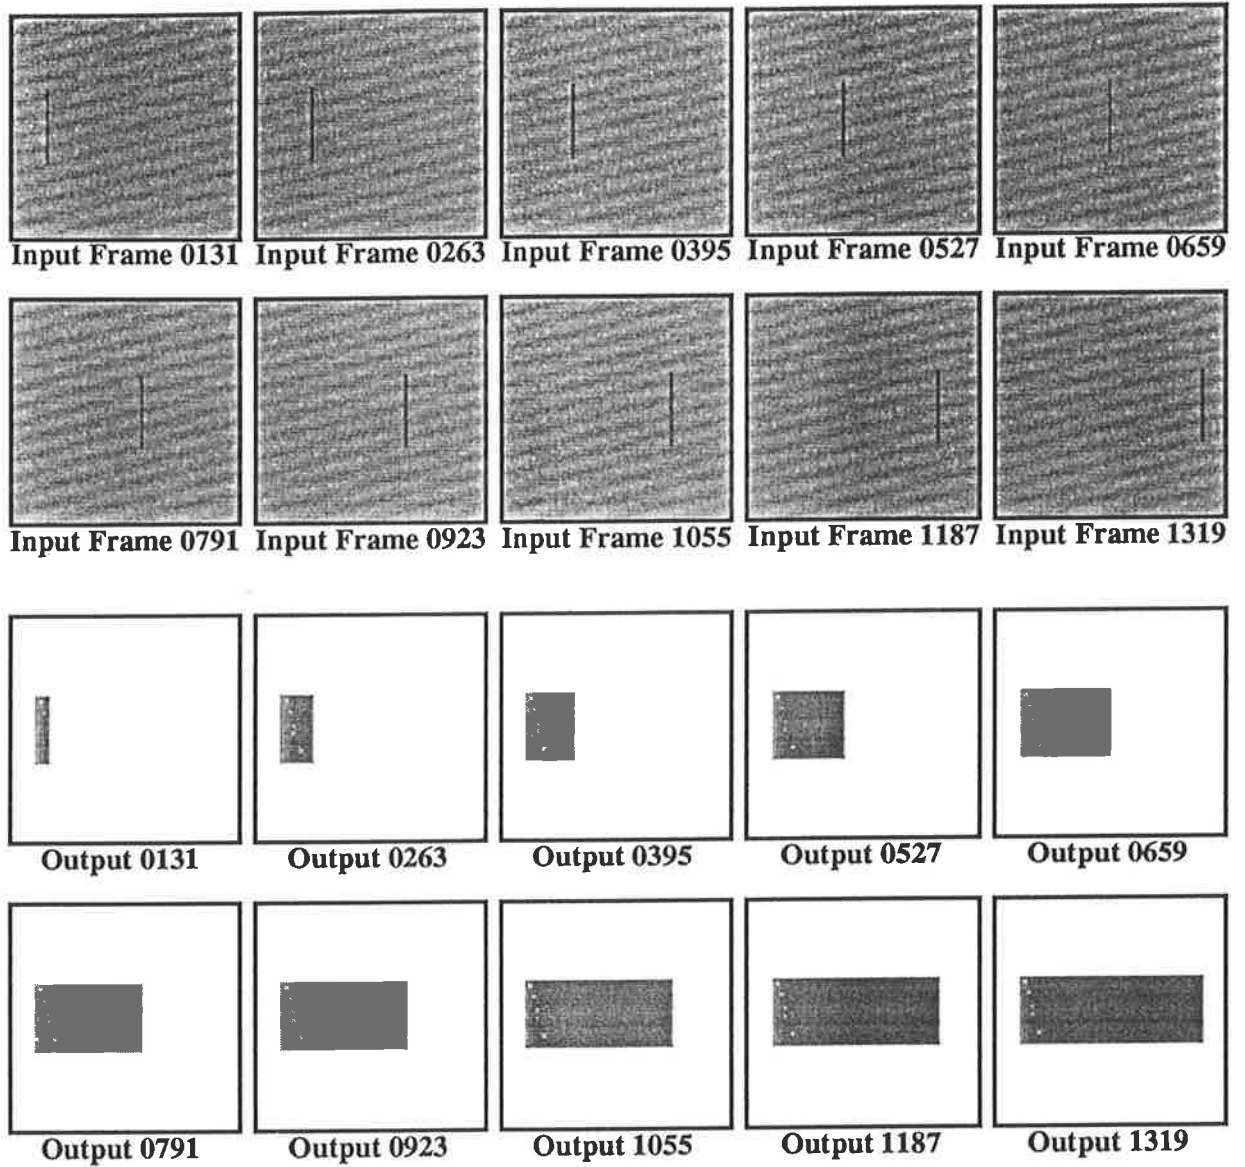 Input Frame 0131 Input Frame 0263 Input Frame 0395 Input Frame 0527 Input Frame 0659
Input Frame 0791 Input Frame 0923 Input Frame 1055 Input Frame 1187 Input Frame 1319
Output 0131 Output 0263 Output 0395 Output 0527 Output 0659
Output 0791 Output 0923 Output 1055 Output 1187 Output 1319